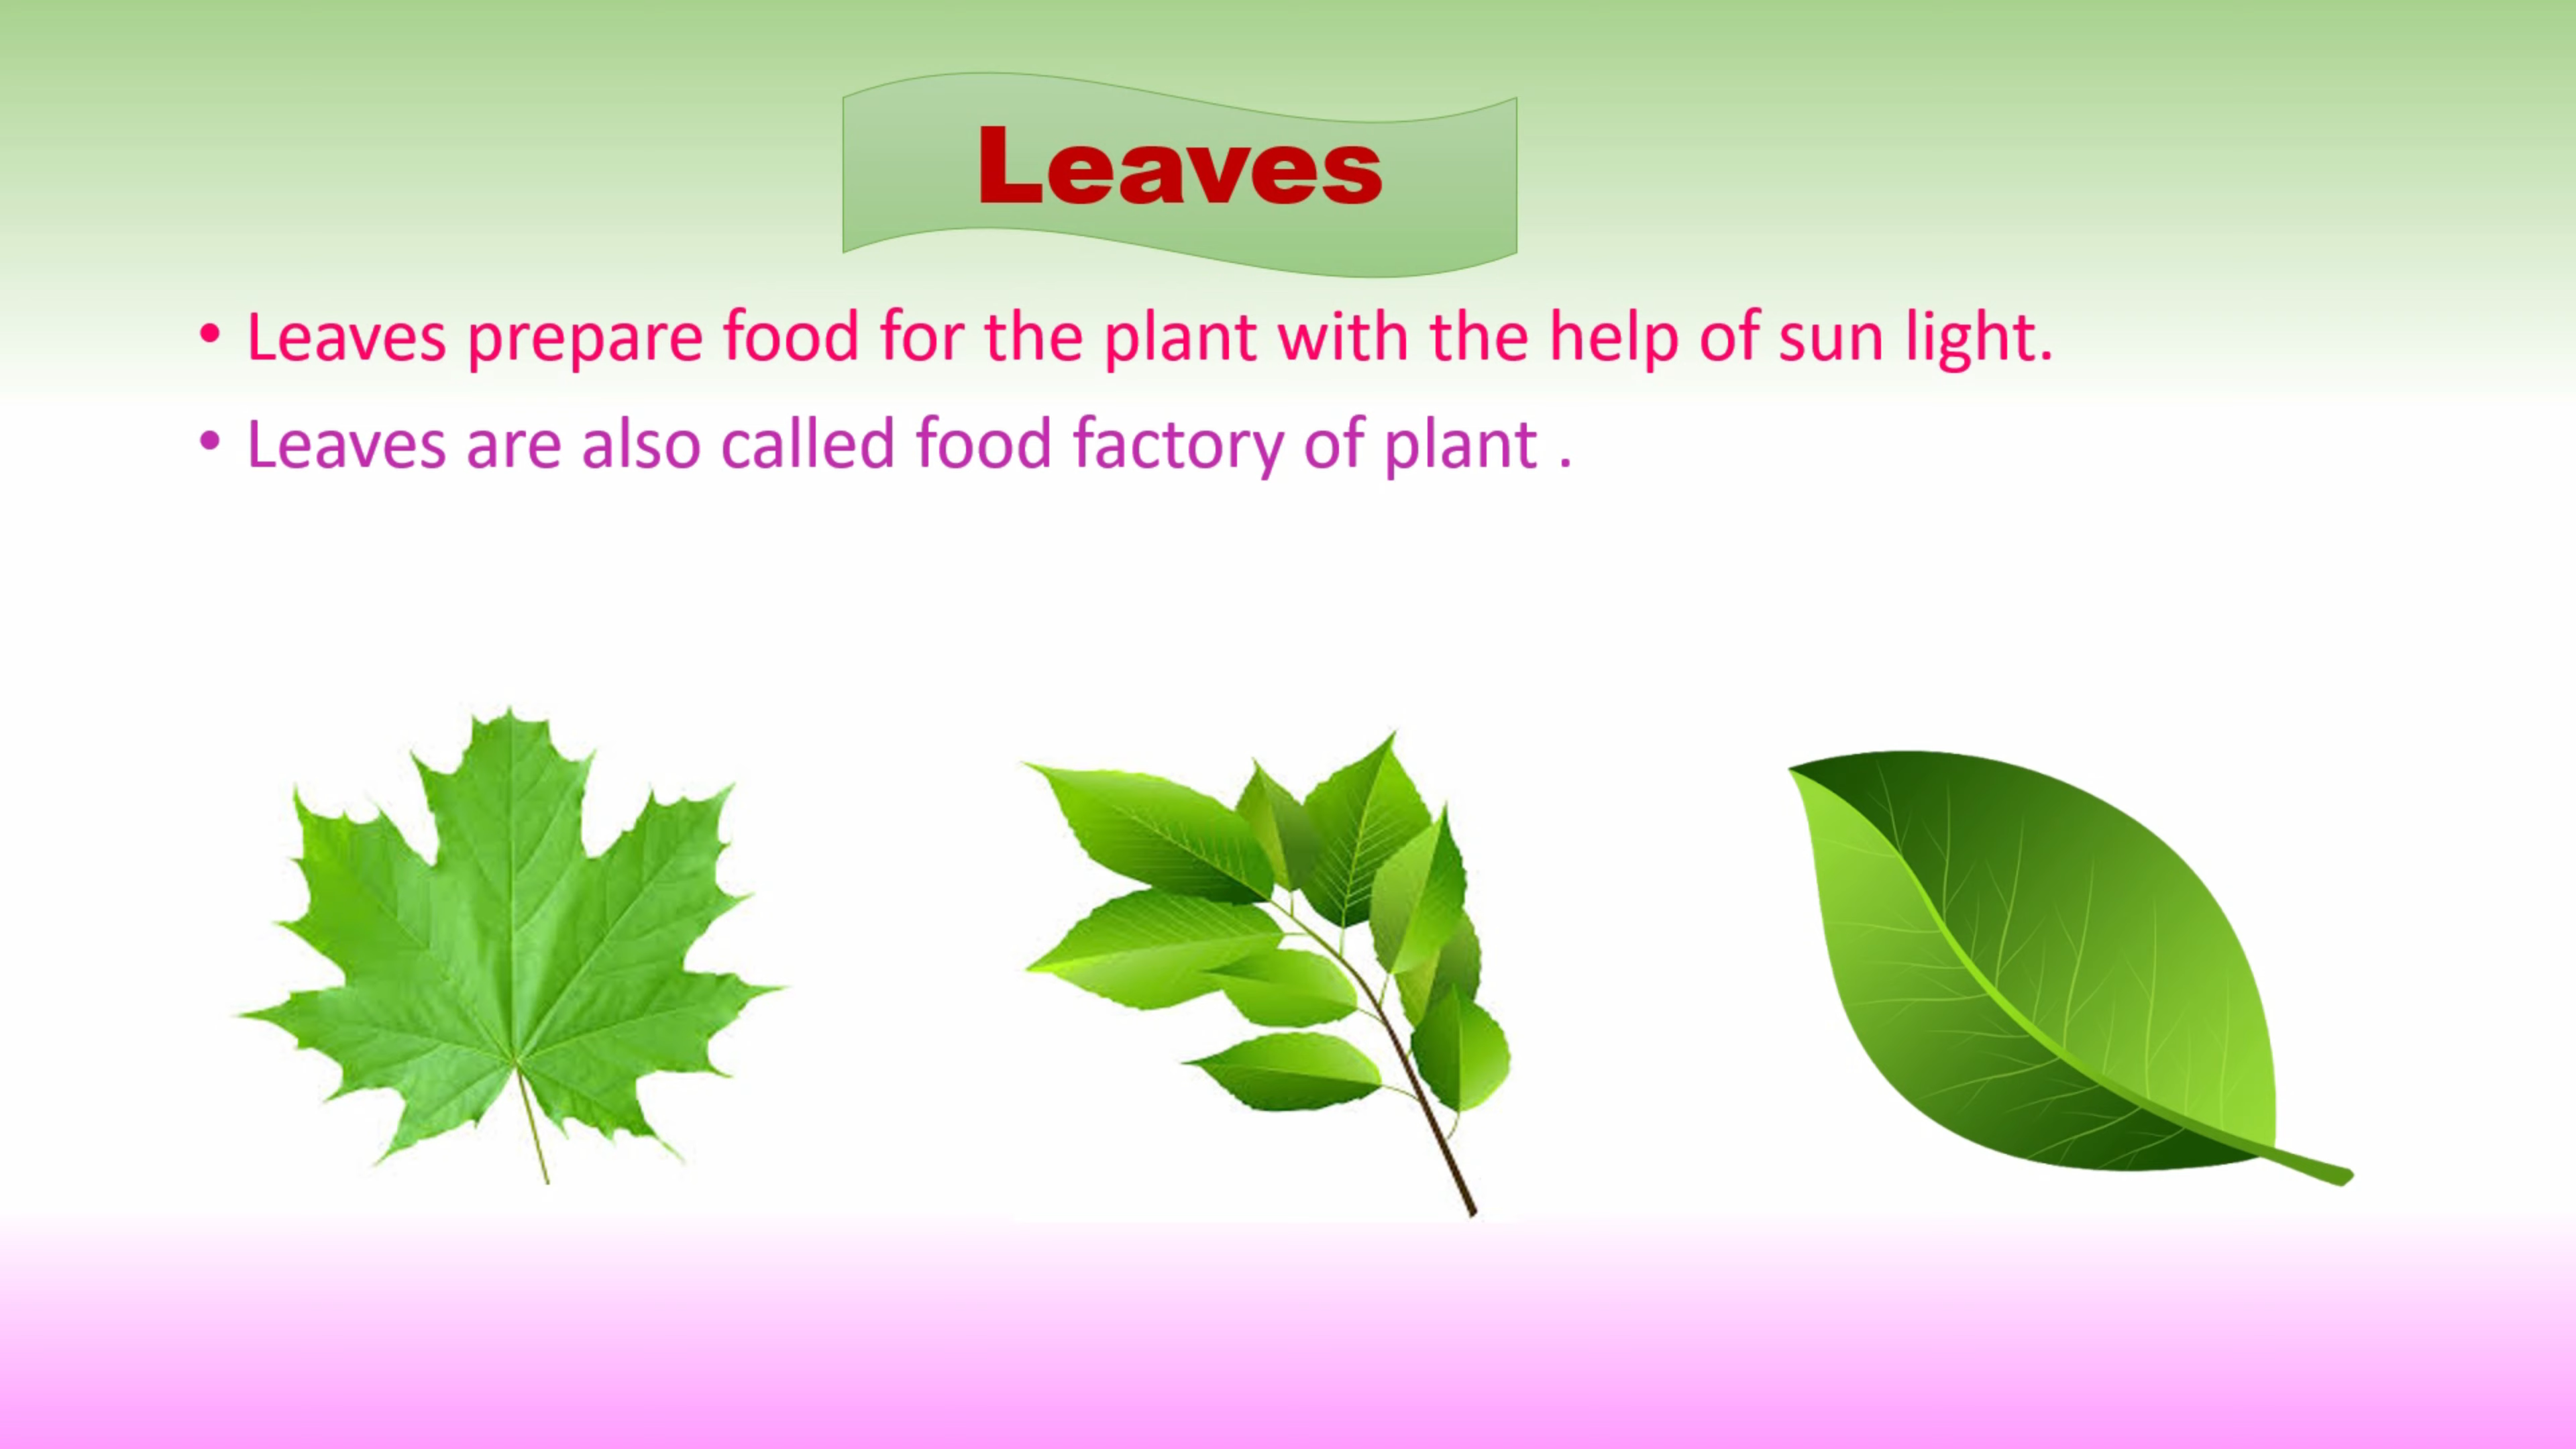 Leaves
• Leaves prepare food for the plant with the help of sun light.
• Leaves are also called food factory of plant .